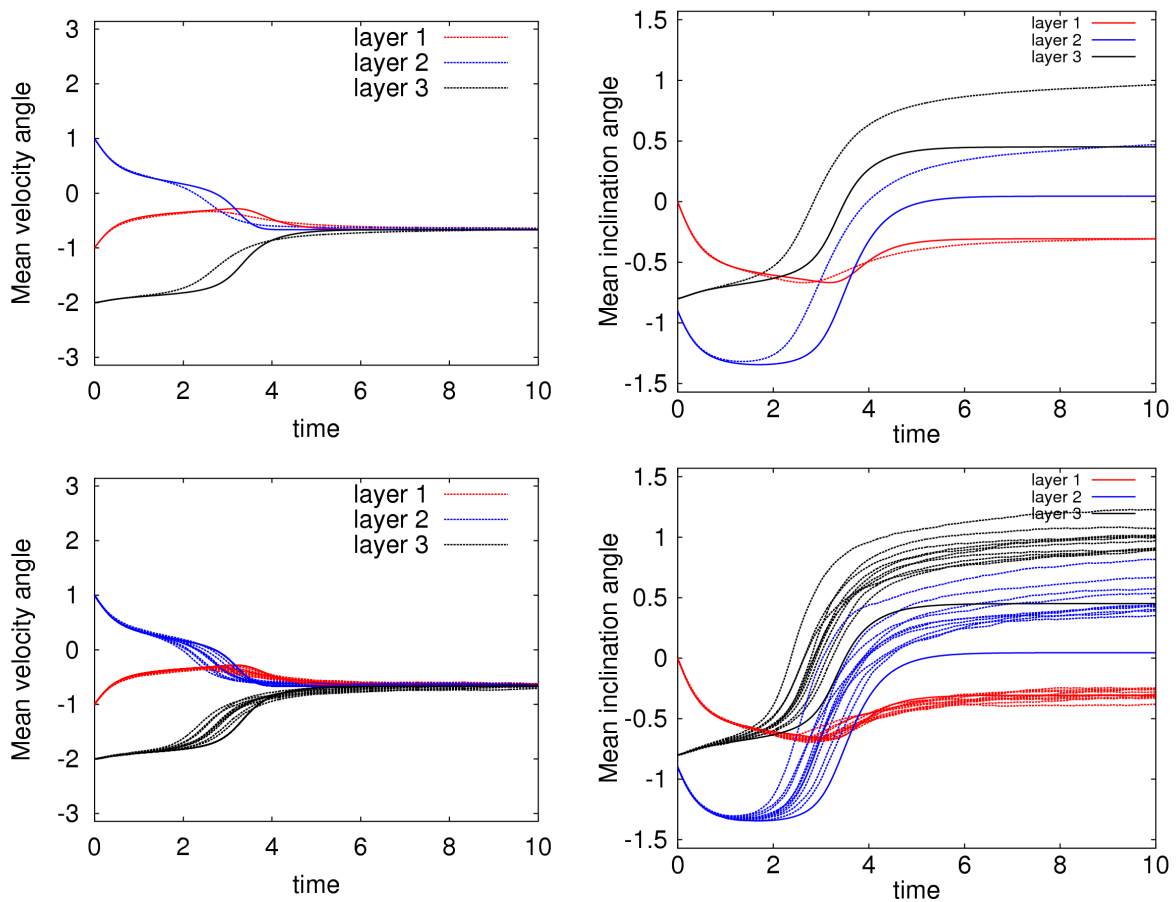 Mean velocity angle
3
2
1
0
-1
-2
-3
0 2 4 6 8 10
time
layer 1
layer 2
layer 3
Mean inclination angle
1.5
1
0.5
0
-0.5
-1
-1.5
0 2 4 6 8 10
time
layer 1
layer 2
layer 3
Mean velocity angle
3
2
1
0
-1
-2
-3
0 2 4 6 8 10
time
layer 1
layer 2
layer 3
Mean inclination angle
1.5
1
0.5
0
-0.5
-1
-1.5
0 2 4 6 8 10
time
layer 1
layer 2
layer 3